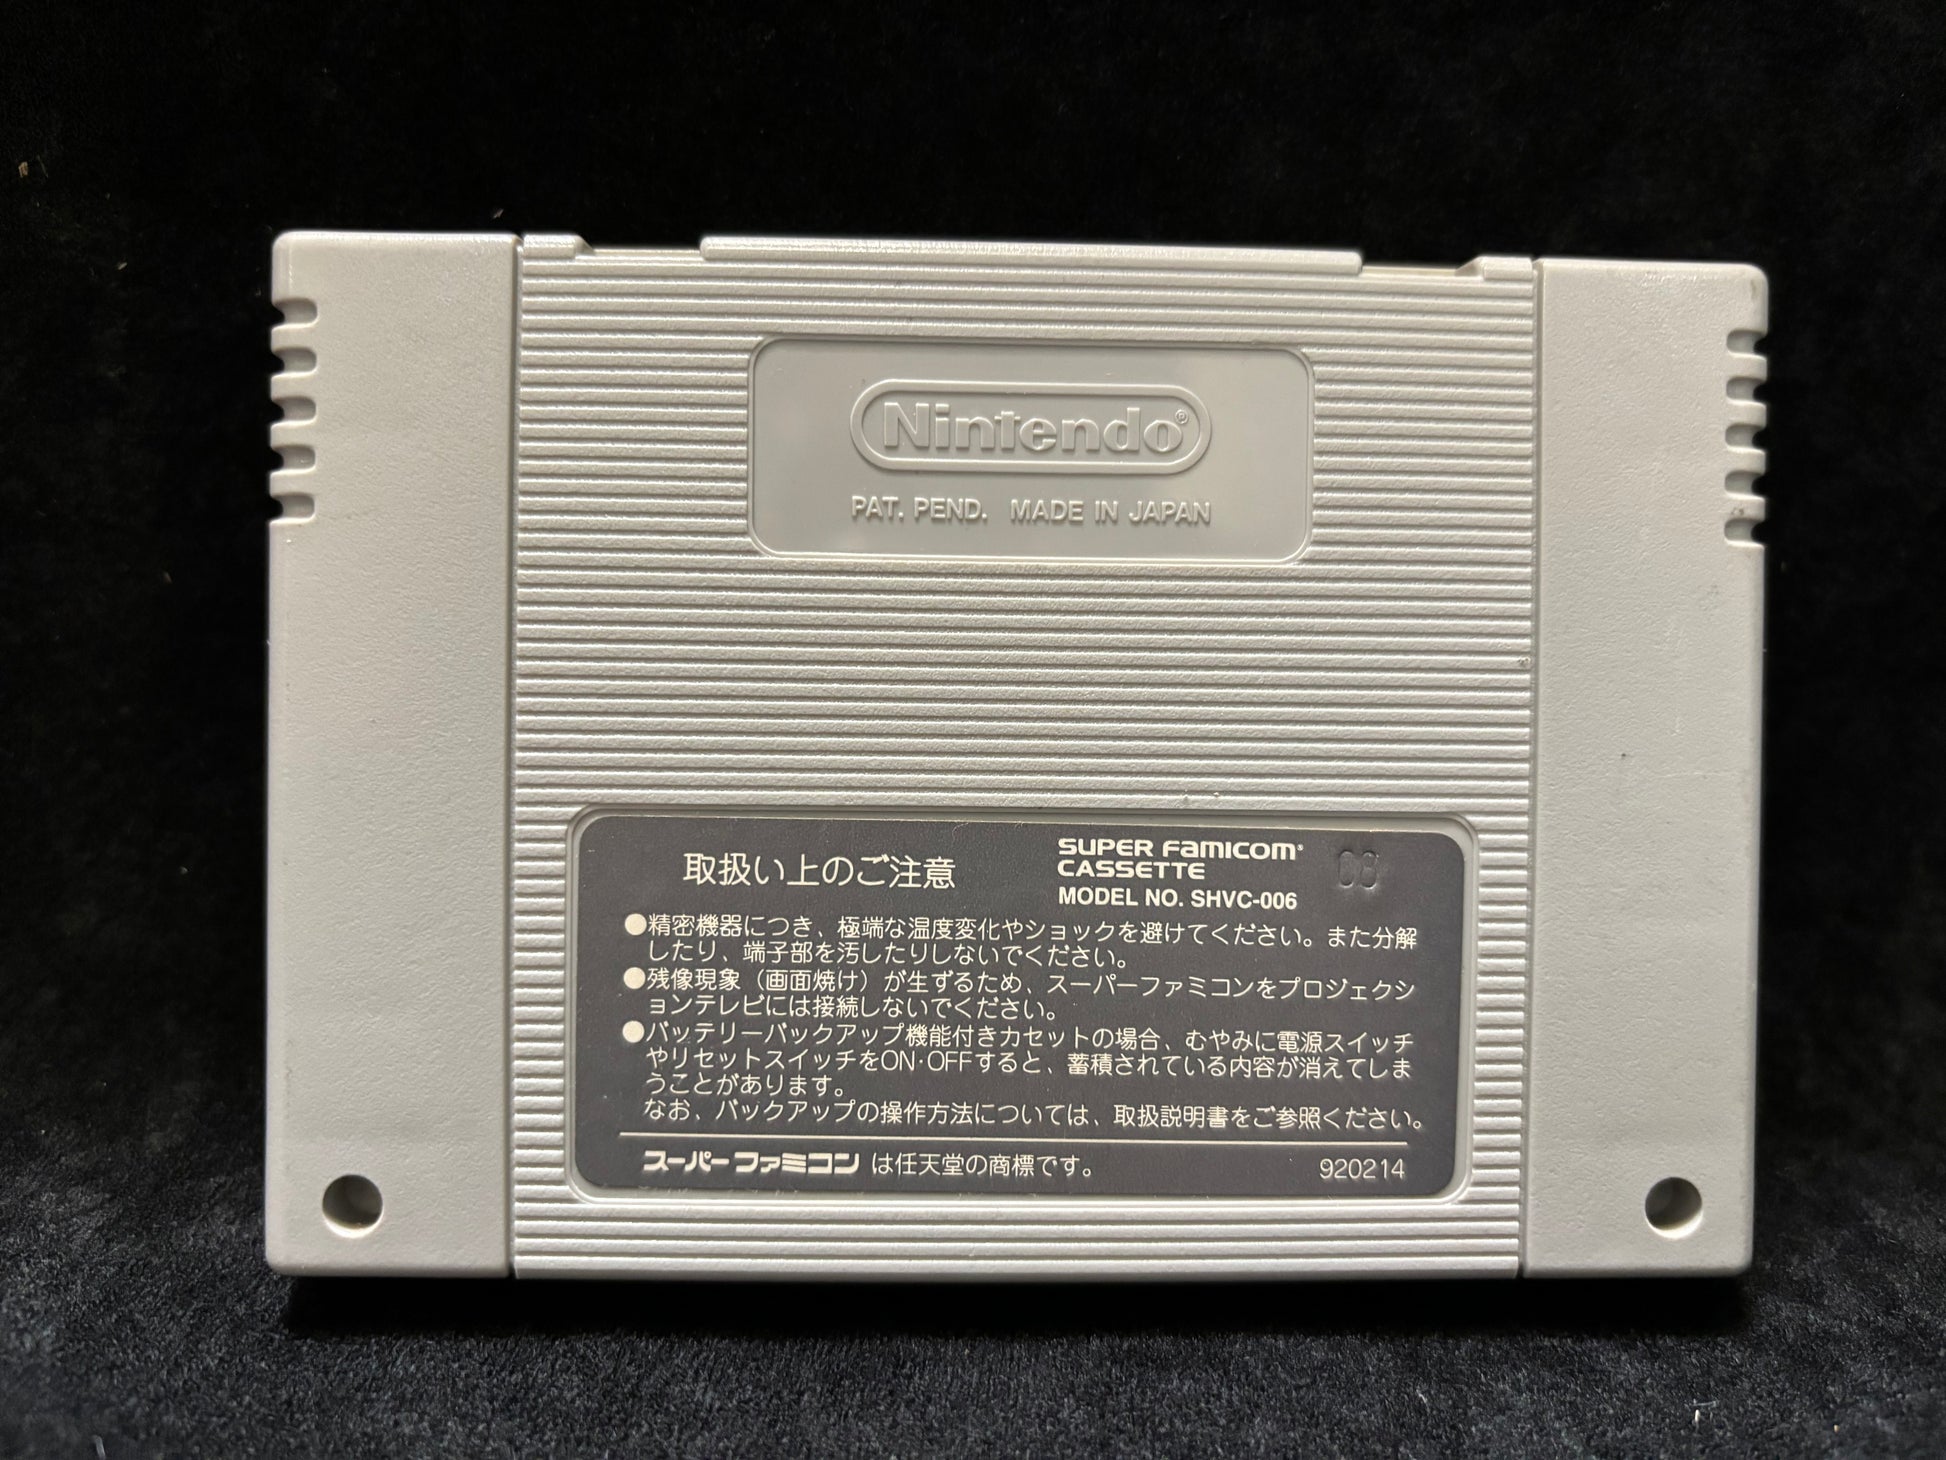 Nintendo®
PAT. PEND. MADE IN JAPAN
取扱い上のご注意
SUPER FAMICOM®
CASSETTE
MODEL NO. SHVC-006
08
●精密機器につき、極端な温度変化やショックを避けてください。また分解
したり、端子部を汚したりしないでください。
●残像現象（画面焼け）が生ずるため、スーパーファミコンをプロジェクシ
ョンテレビには接続しないでください。
●バッテリーバックアップ機能付きカセットの場合、むやみに電源スイッチ
やリセットスイッチをON・OFFすると、蓄積されている内容が消えてしま
うことがあります。
なお、バックアップの操作方法については、取扱説明書をご参照ください。
スーパーファミコン は任天堂の商標です。
920214